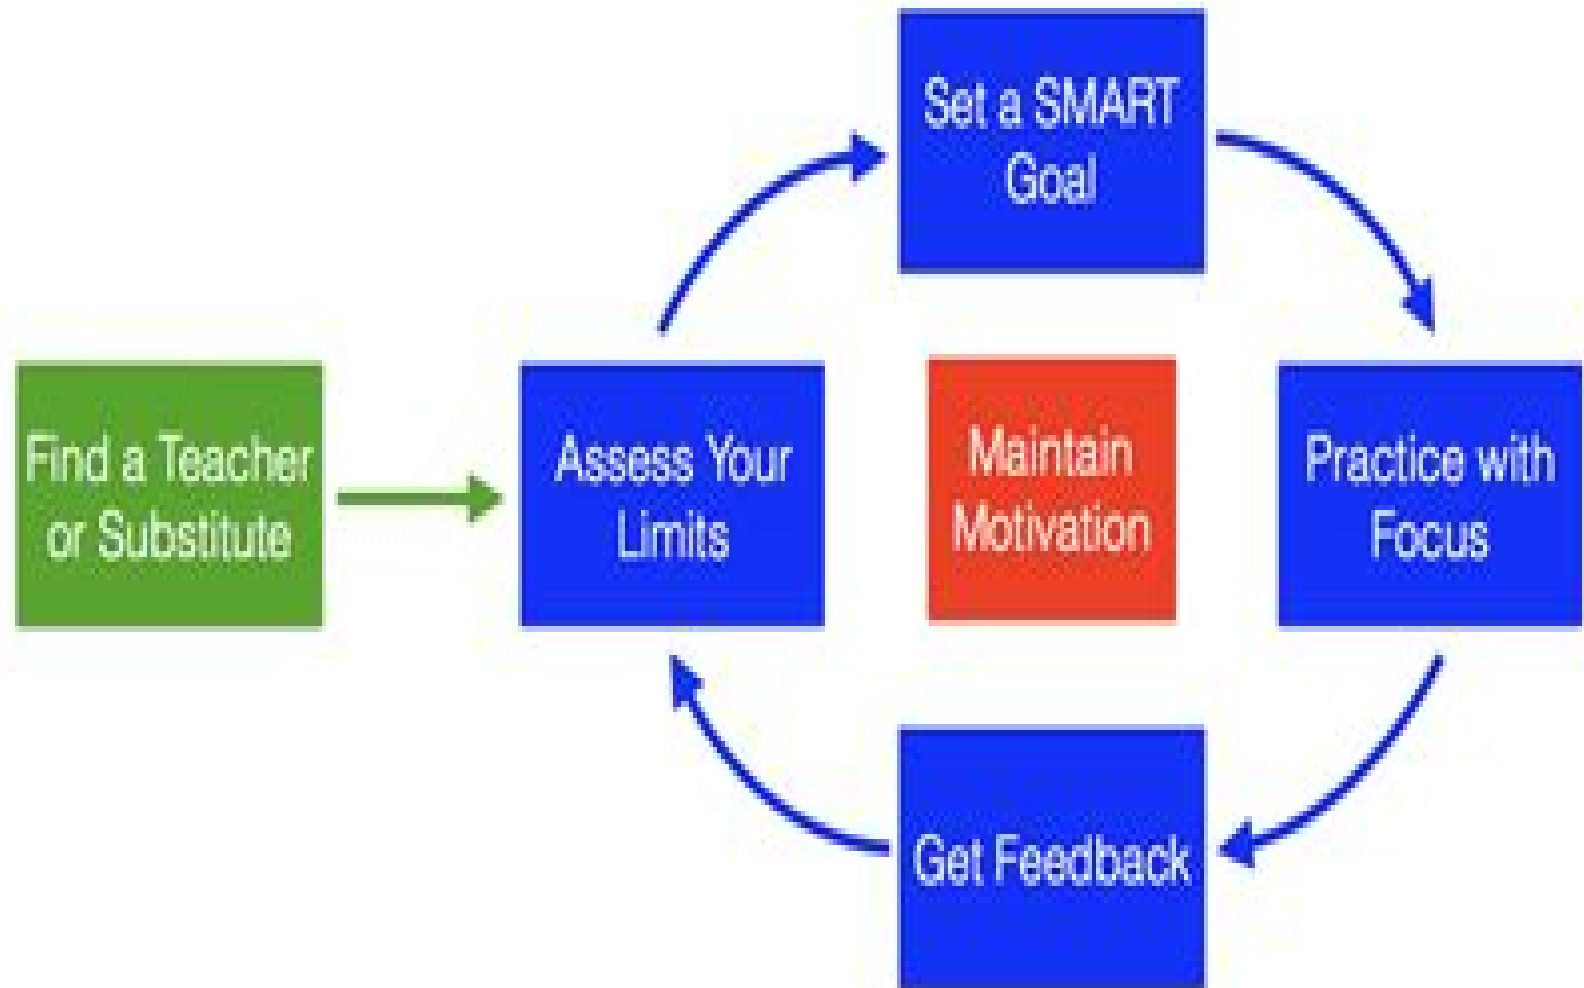 Set a SMART
Goal
Find a Teacher
or Substitute
Assess Your
Limits
Maintain
Motivation
Practice with
Focus
Get Feedback